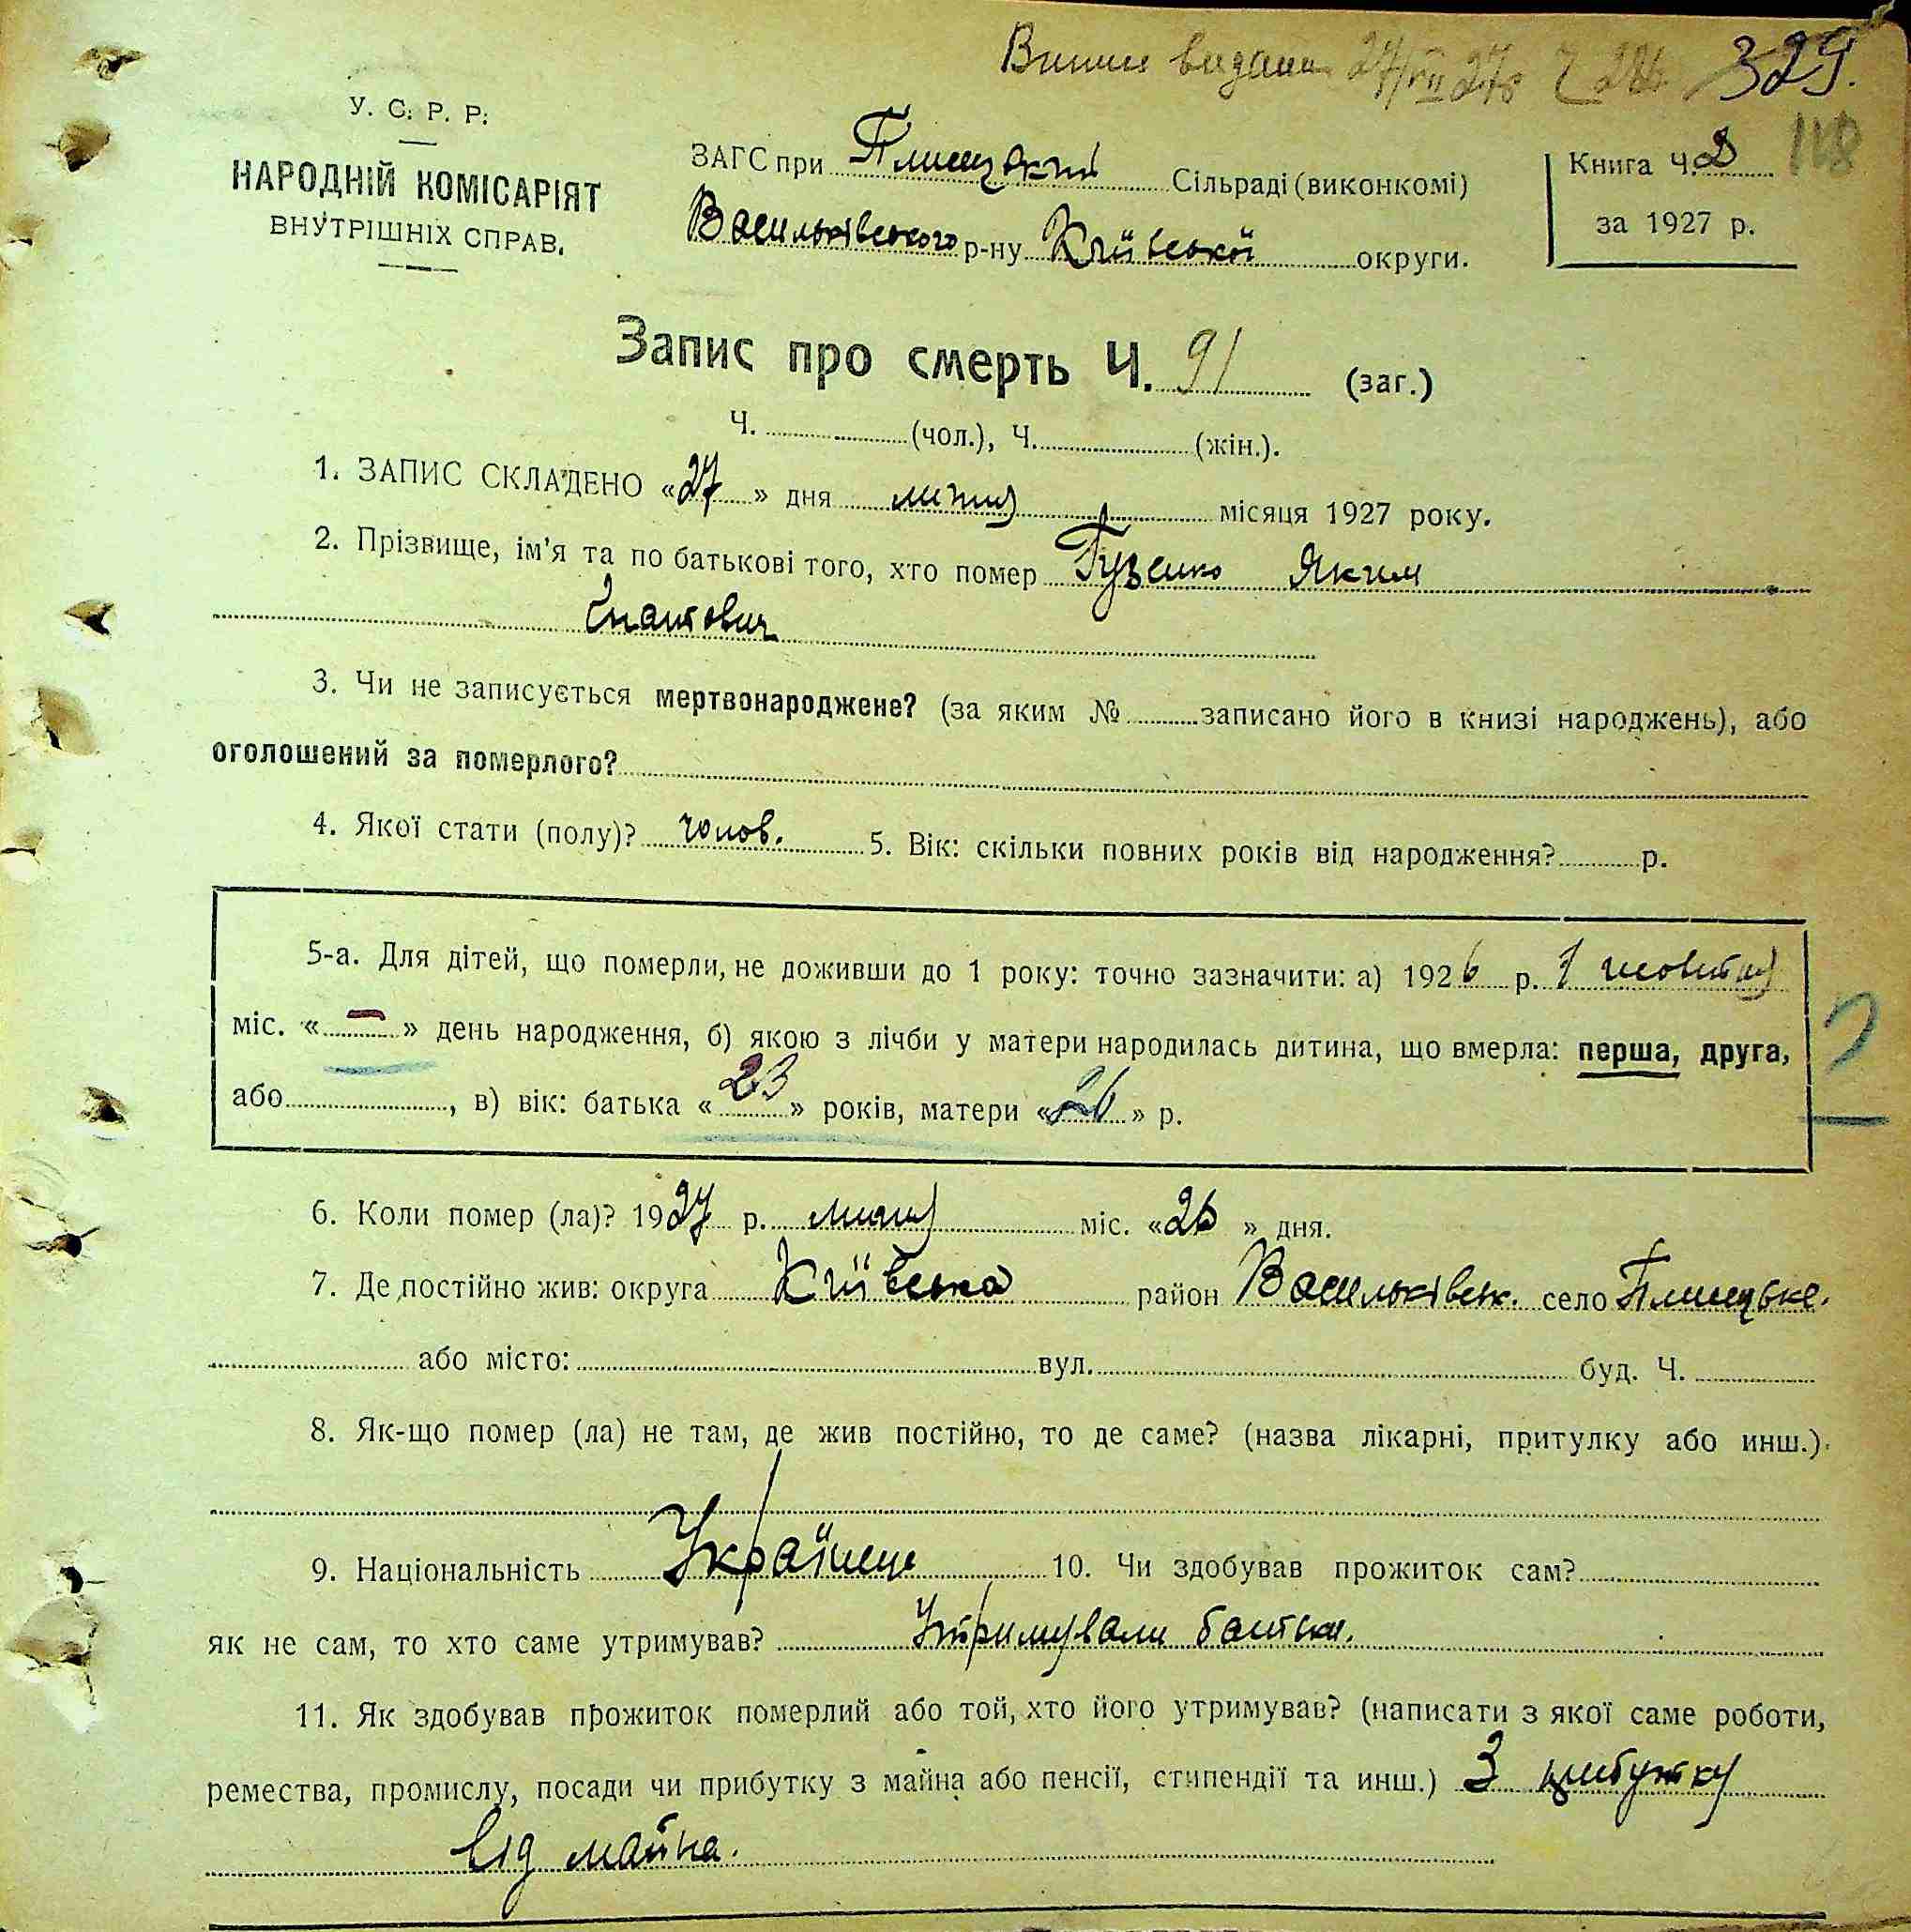 Випис видани 27/VII 27р Ч 286 329.
118
У. С. Р. Р.
НАРОДНІЙ КОМІСАРІЯТ
ВНУТРІШНІХ СПРАВ.
ЗАГС при Плисецькій Сільраді (виконкомі)
Васильківського р-ну Київської округи.
Книга Ч. 2
за 1927 р.
Запис про смерть Ч. 91 (заг.)
Ч. (чол.), Ч. (жін.).
1. ЗАПИС СКЛАДЕНО «27» дня липня місяця 1927 року.
2. Прізвище, ім'я та по батькові того, хто помер Гузенко Яким
Гнатович
3. Чи не записується мертвонароджене? (за яким № записано його в книзі народжень), або
оголошений за померлого?
4. Якої стати (полу)? чолов. 5. Вік: скільки повних років від народження? р.
5-а. Для дітей, що померли, не доживши до 1 року: точно зазначити: а) 1926 р. 1 жовтня
міс. « — » день народження, б) якою з лічби у матери народилась дитина, що вмерла: перша, друга,
або , в) вік: батька «23» років, матери «26» р.
6. Коли помер (ла)? 1927 р. липня міс. «26» дня.
7. Де постійно жив: округа Київська район Васильківськ. село Плисецьке.
або місто: вул. буд. Ч.
8. Як-що помер (ла) не там, де жив постійно, то де саме? (назва лікарні, притулку або инш.).
9. Національність Українець 10. Чи здобував прожиток сам?
як не сам, то хто саме утримував? Утримували батьки.
11. Як здобував прожиток померлий або той, хто його утримував? (написати з якої саме роботи,
ремества, промислу, посади чи прибутку з майна або пенсії, стипендії та инш.) З прибутку
від майна.